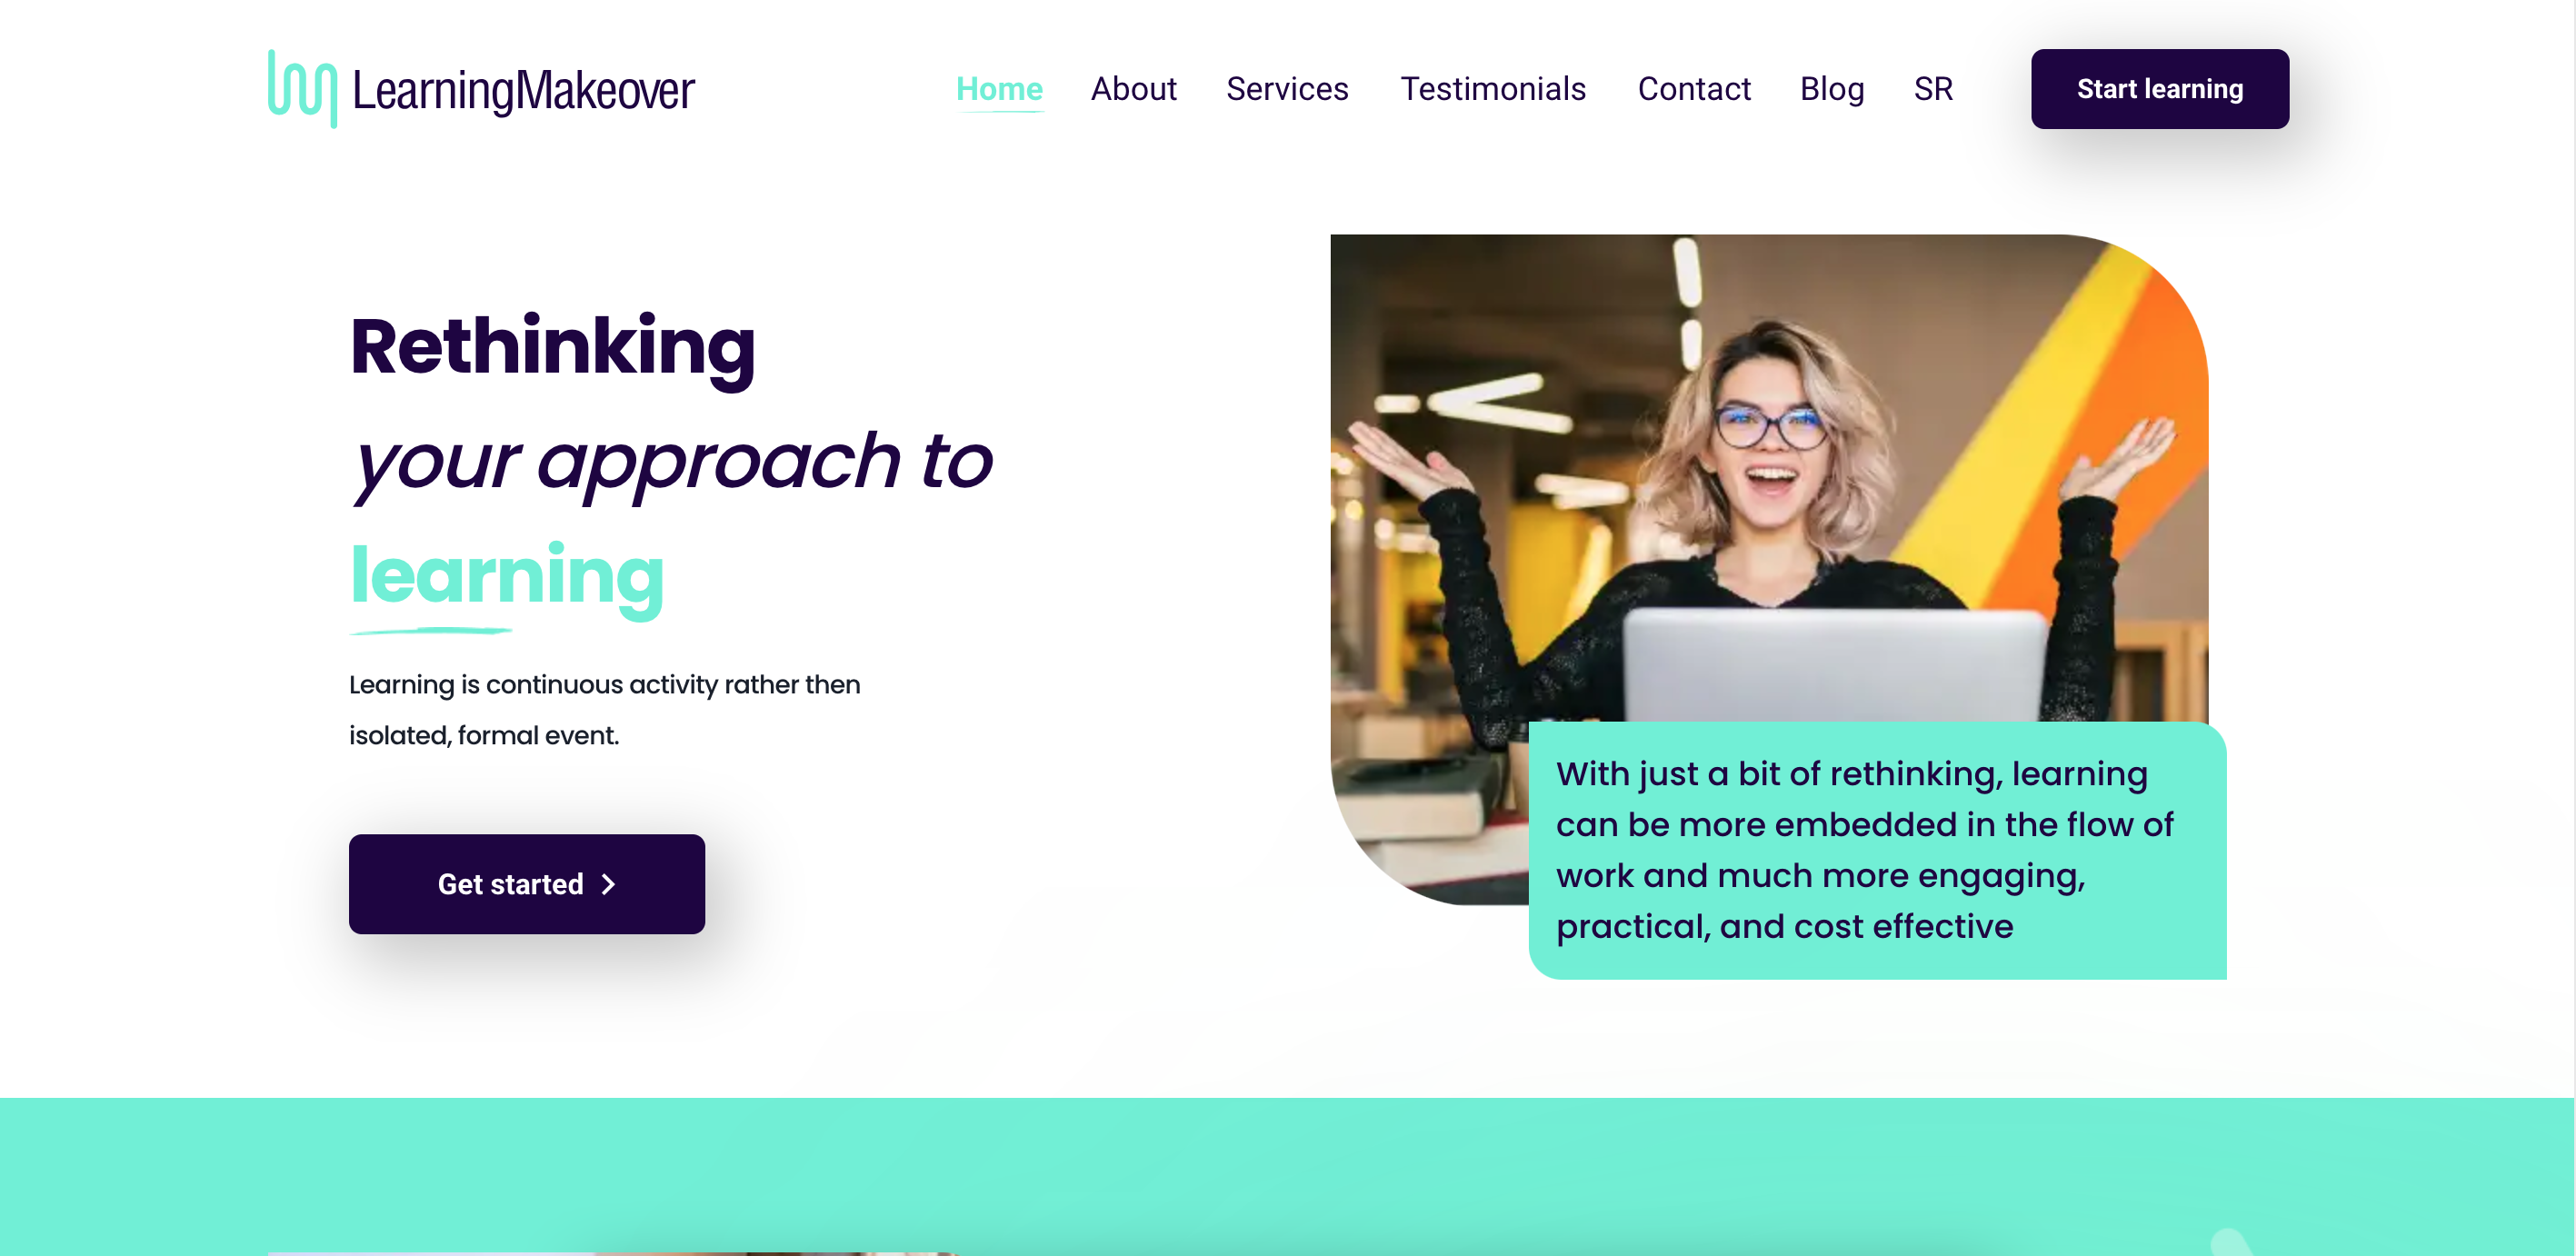 LearningMakeover
Home About Services Testimonials Contact Blog SR Start learning
Rethinking
your approach to
learning
Learning is continuous activity rather then
isolated, formal event.
Get started
With just a bit of rethinking, learning
can be more embedded in the flow of
work and much more engaging,
practical, and cost effective